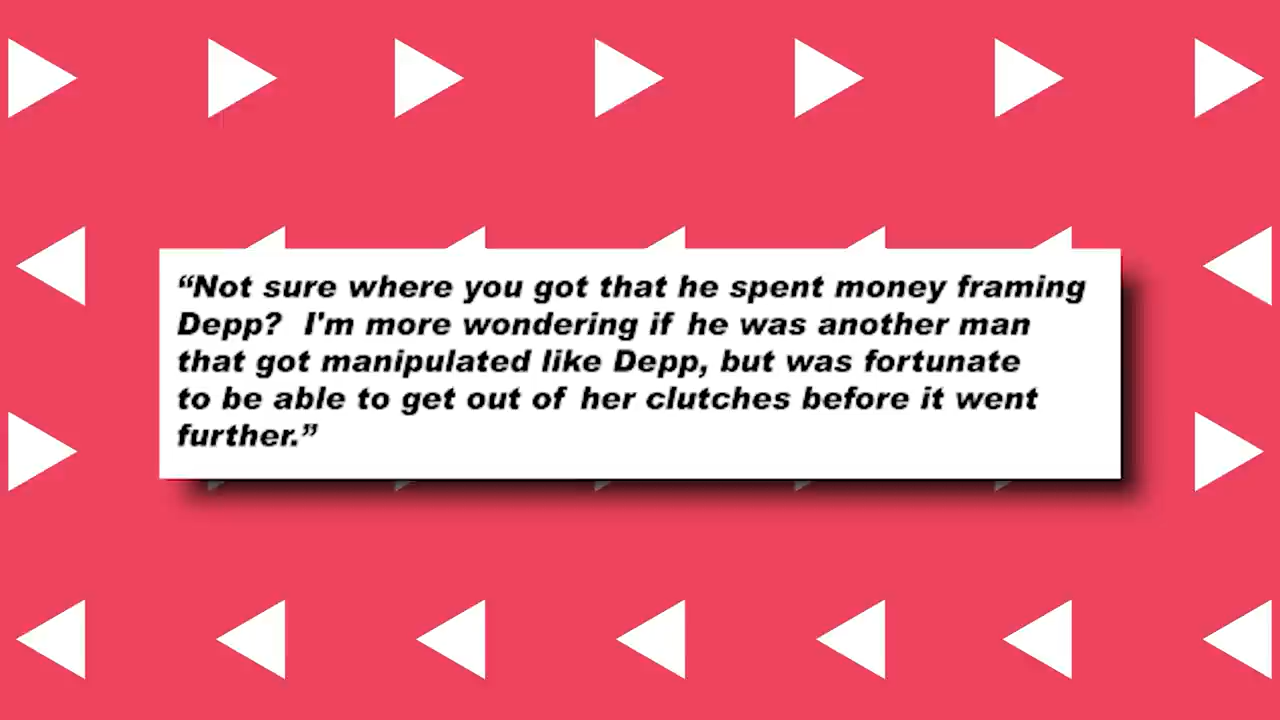 “Not sure where you got that he spent money framing
Depp?  I'm more wondering if he was another man
that got manipulated like Depp, but was fortunate
to be able to get out of her clutches before it went
further.”